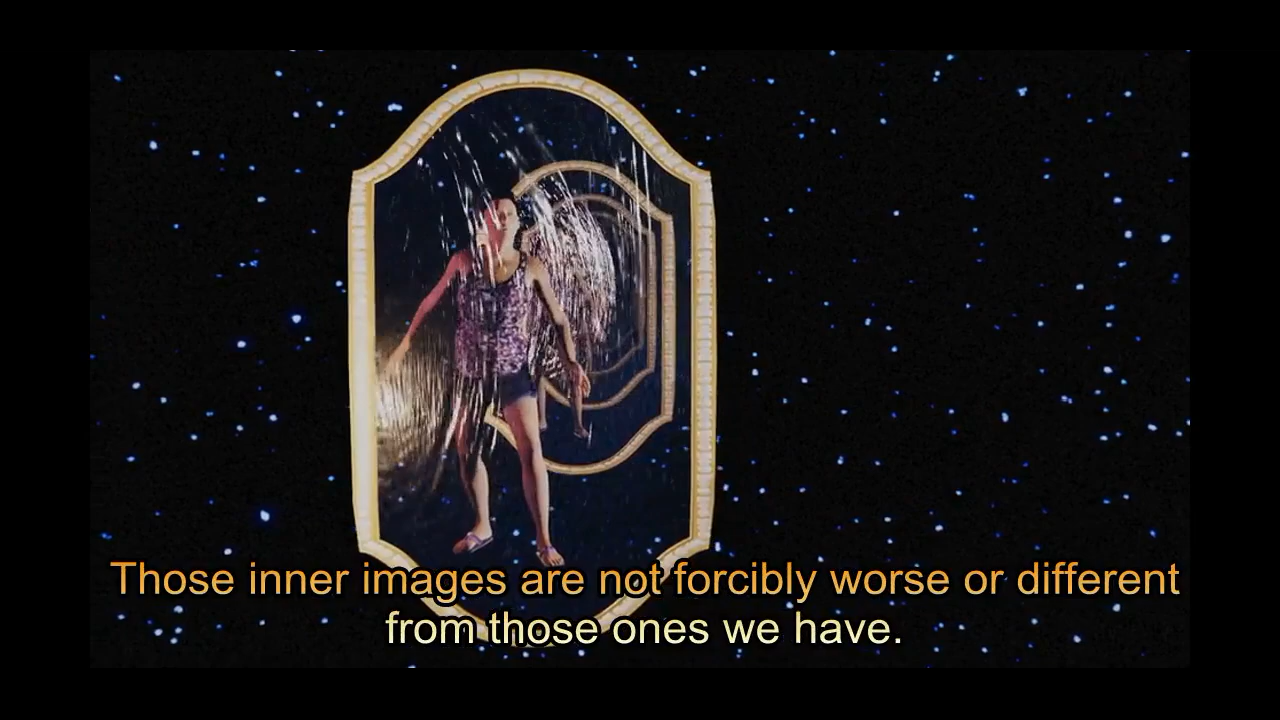 Those inner images are not forcibly worse or different
from those ones we have.